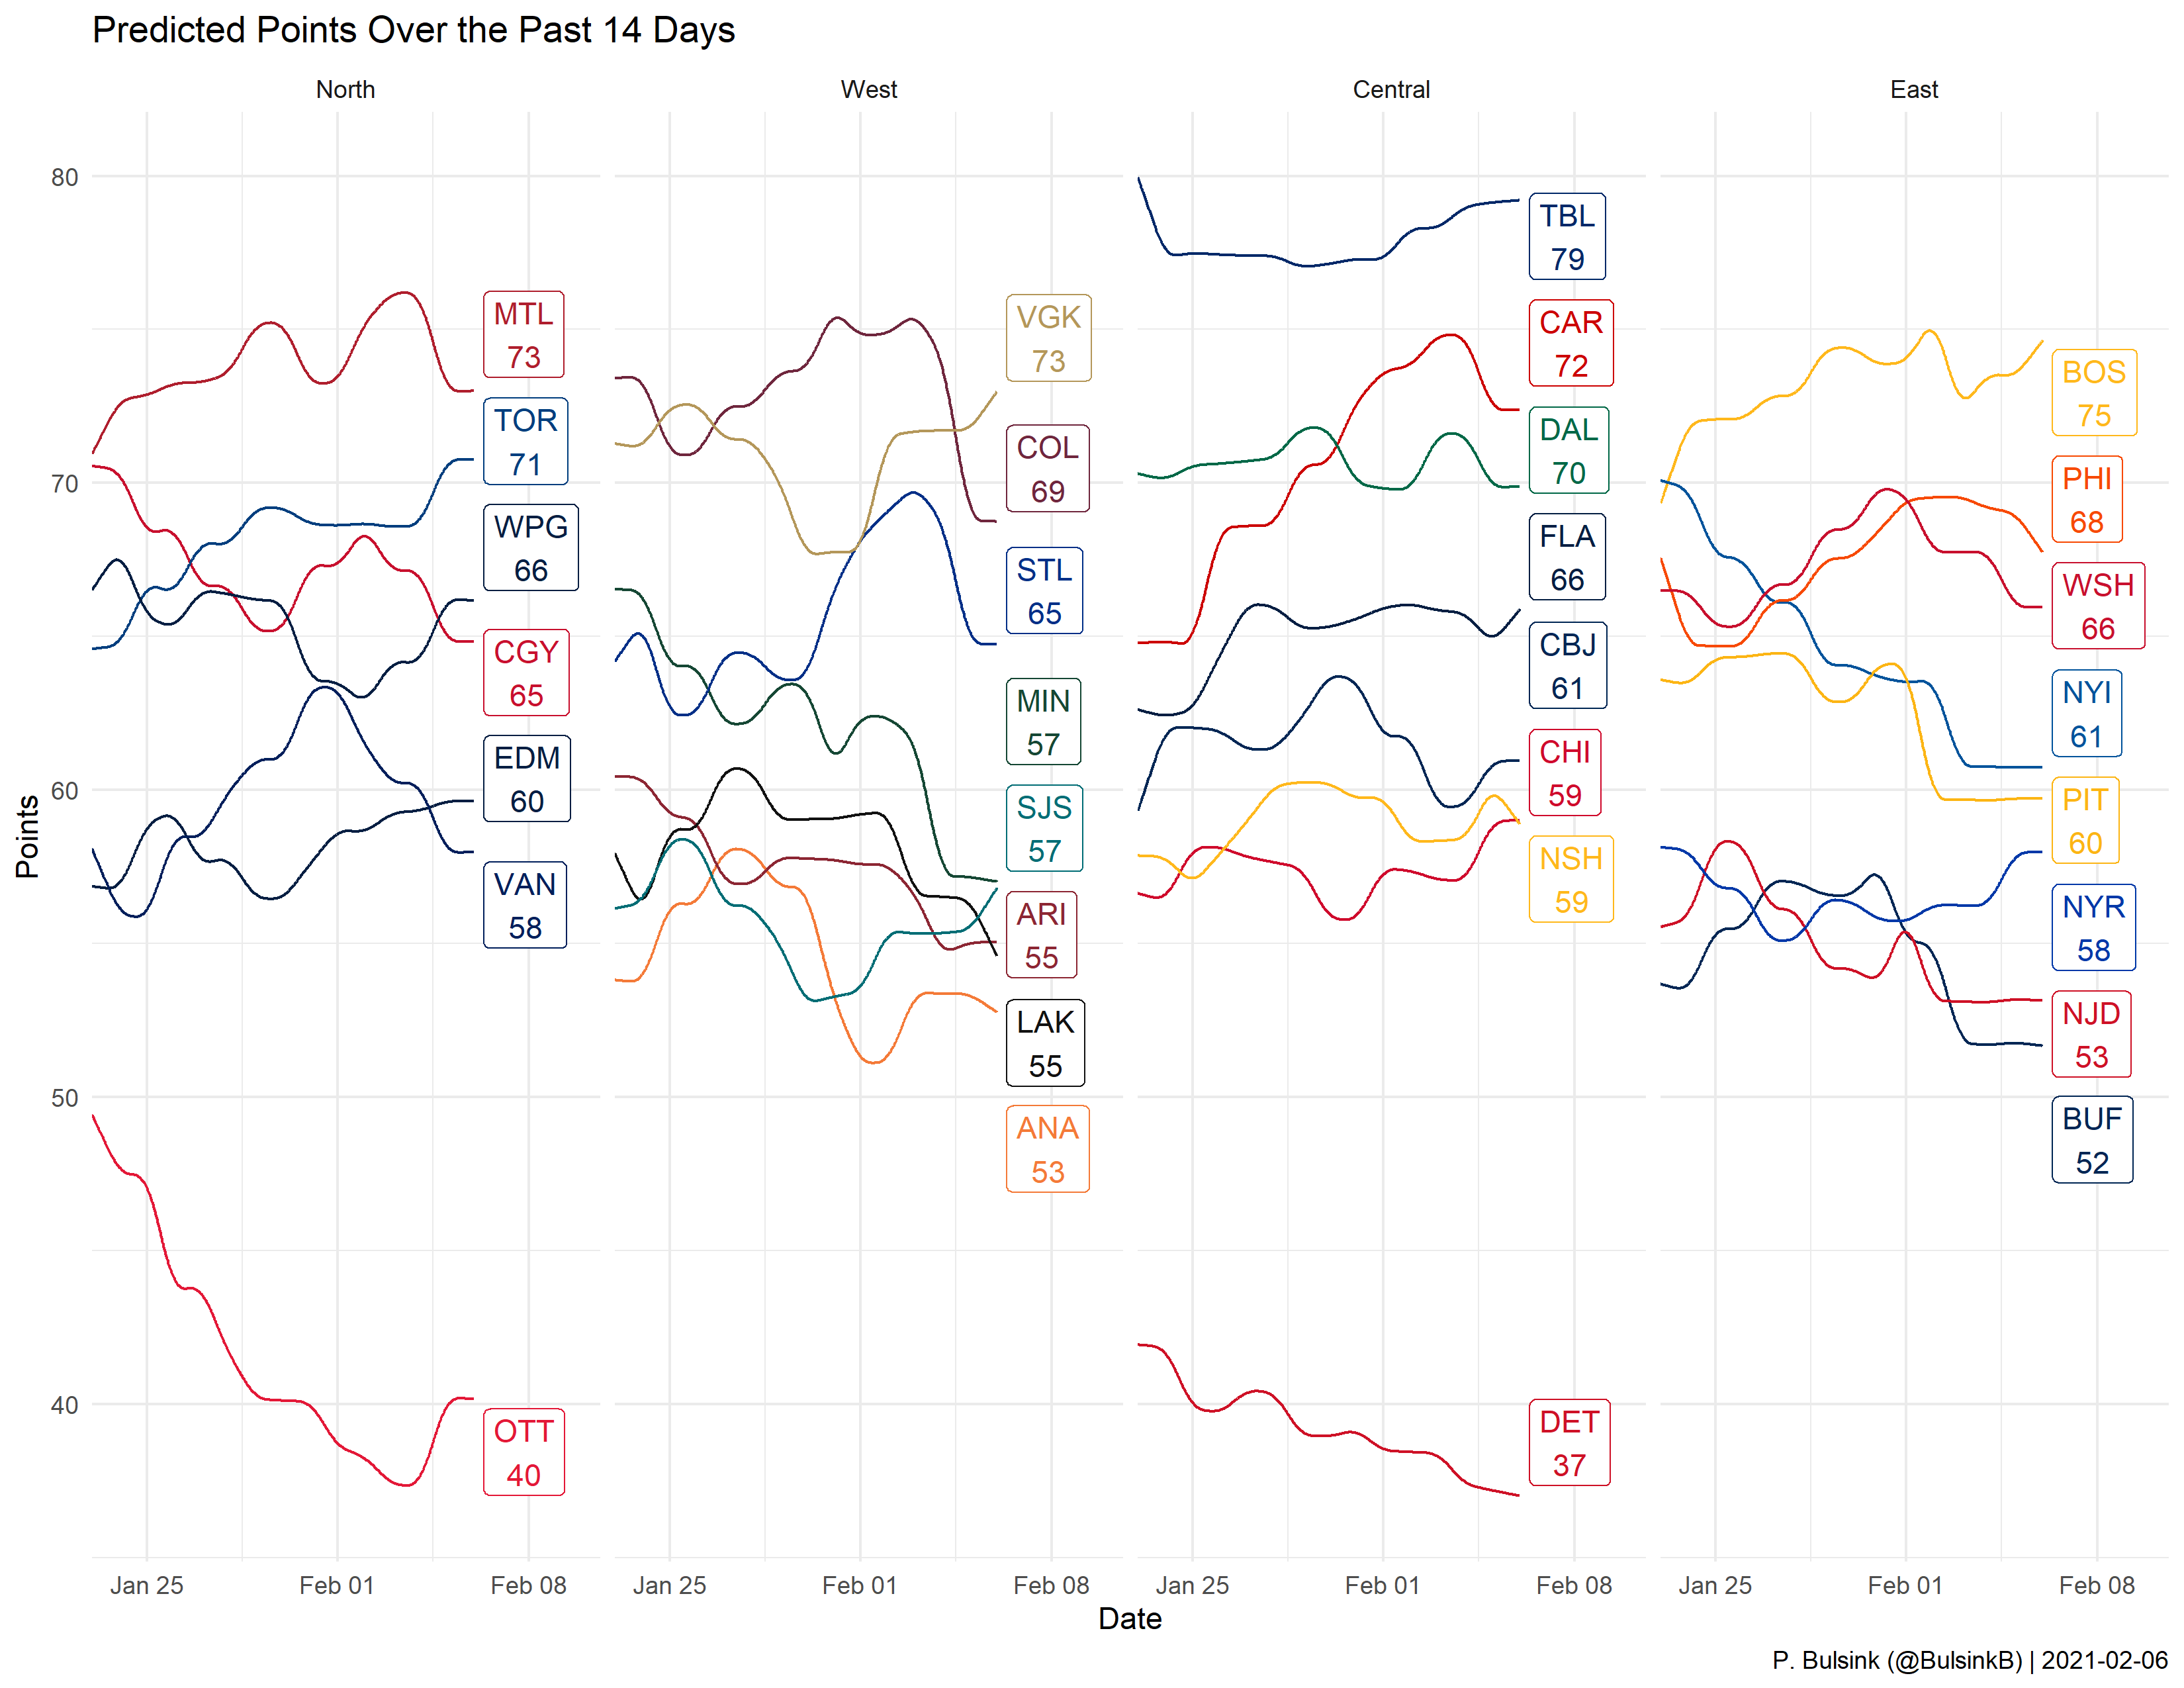 Predicted Points Over the Past 14 Days
North
West
Central
East
Points
80
70
60
50
40
MTL
73
TOR
71
WPG
66
CGY
65
EDM
60
VAN
58
OTT
40
VGK
73
COL
69
STL
65
MIN
57
SJS
57
ARI
55
LAK
55
ANA
53
TBL
79
CAR
72
DAL
70
FLA
66
CBJ
61
CHI
59
NSH
59
DET
37
BOS
75
PHI
68
WSH
66
NYI
61
PIT
60
NYR
58
NJD
53
BUF
52
Jan 25 Feb 01 Feb 08
Jan 25 Feb 01 Feb 08
Jan 25 Feb 01 Feb 08
Jan 25 Feb 01 Feb 08
Date
P. Bulsink (@BulsinkB) | 2021-02-06